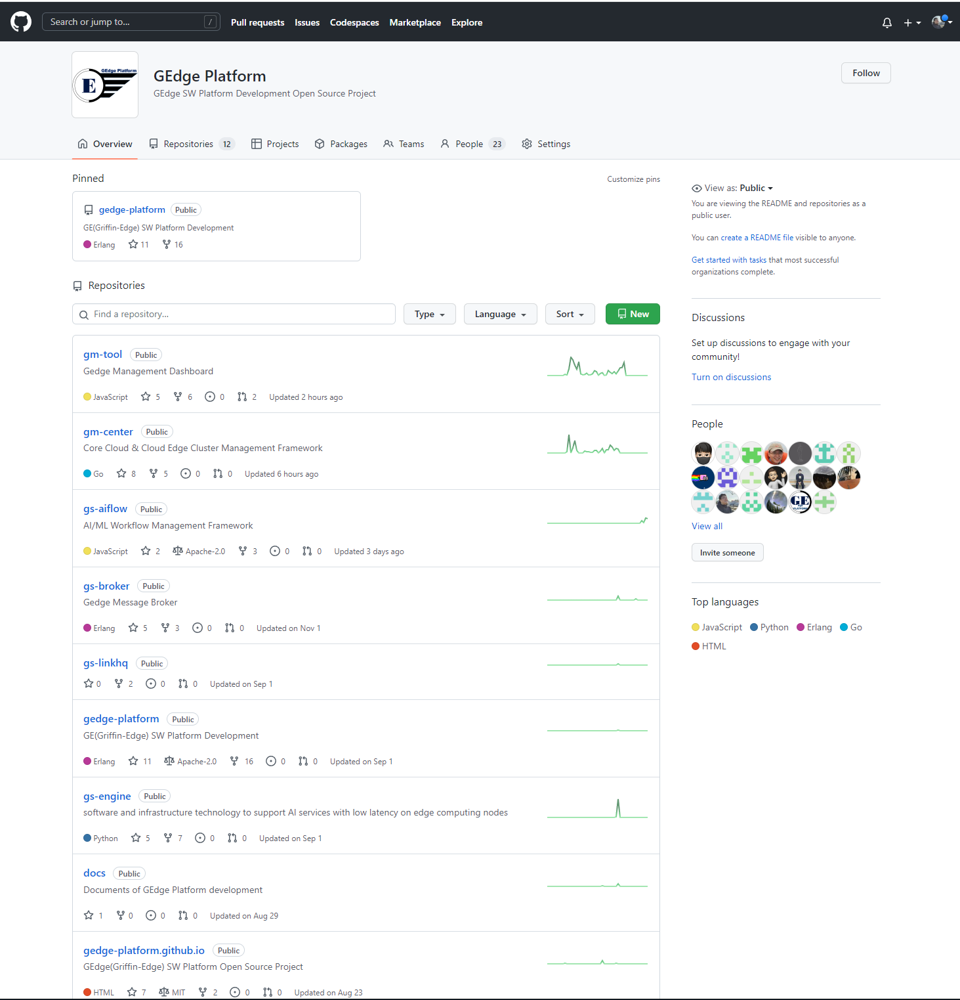 Search or jump to... /
Pull requests Issues Codespaces Marketplace Explore
GEdge Platform
E
GEdge Platform
GEdge SW Platform Development Open Source Project
Follow
Overview Repositories 12 Projects Packages Teams People 23 Settings
Pinned
Customize pins
gedge-platform Public
GE(Griffin-Edge) SW Platform Development
Erlang 11 16
Repositories
Find a repository...
Type Language Sort New
gm-tool Public
Gedge Management Dashboard
JavaScript 5 6 0 2 Updated 2 hours ago
gm-center Public
Core Cloud & Cloud Edge Cluster Management Framework
Go 8 5 0 0 Updated 6 hours ago
gs-aiflow Public
AI/ML Workflow Management Framework
JavaScript 2 Apache-2.0 3 0 0 Updated 3 days ago
gs-broker Public
Gedge Message Broker
Erlang 5 3 0 0 Updated on Nov 1
gs-linkhq Public
0 2 0 0 Updated on Sep 1
gedge-platform Public
GE(Griffin-Edge) SW Platform Development
Erlang 11 Apache-2.0 16 0 0 Updated on Sep 1
gs-engine Public
software and infrastructure technology to support AI services with low latency on edge computing nodes
Python 5 7 0 0 Updated on Sep 1
docs Public
Documents of GEdge Platform development
1 0 0 0 Updated on Aug 29
gedge-platform.github.io Public
GEdge(Griffin-Edge) SW Platform Open Source Project
HTML 7 MIT 2 0 0 Updated on Aug 23
View as: Public
You are viewing the README and repositories as a
public user.
You can create a README file visible to anyone.
Get started with tasks that most successful
organizations complete.
Discussions
Set up discussions to engage with your
community!
Turn on discussions
People
GE
PLATFORM
View all
Invite someone
Top languages
JavaScript Python Erlang Go
HTML